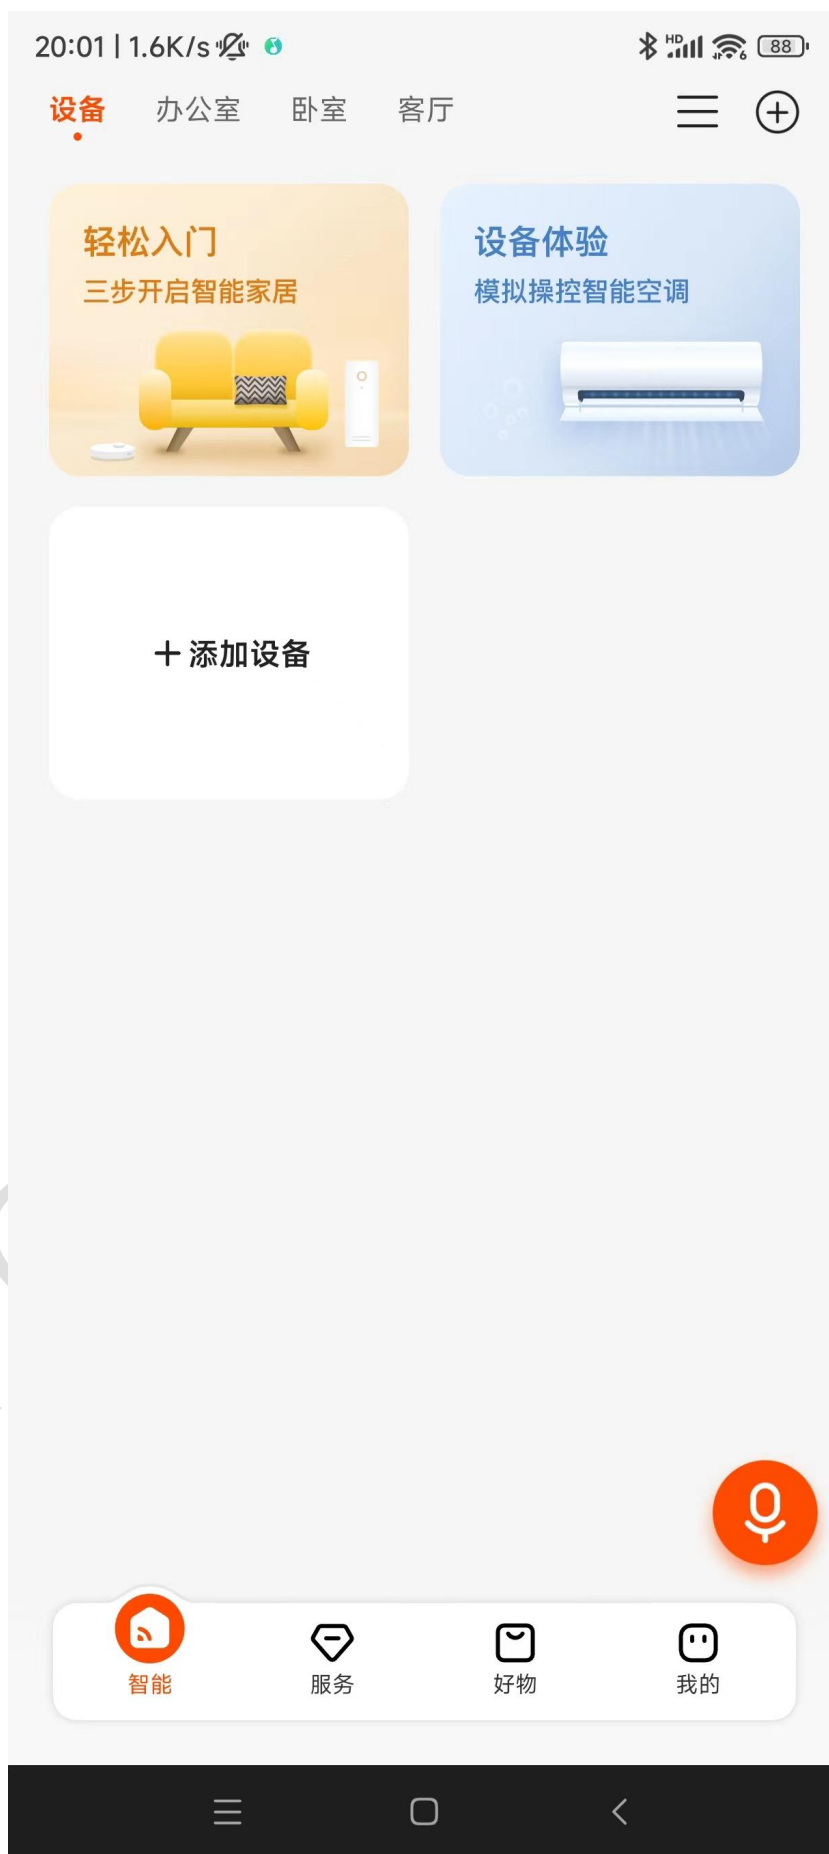 20:01 | 1.6K/s
HD 6 88
设备 办公室 卧室 客厅
轻松入门
三步开启智能家居
设备体验
模拟操控智能空调
+ 添加设备
智能 服务 好物 我的